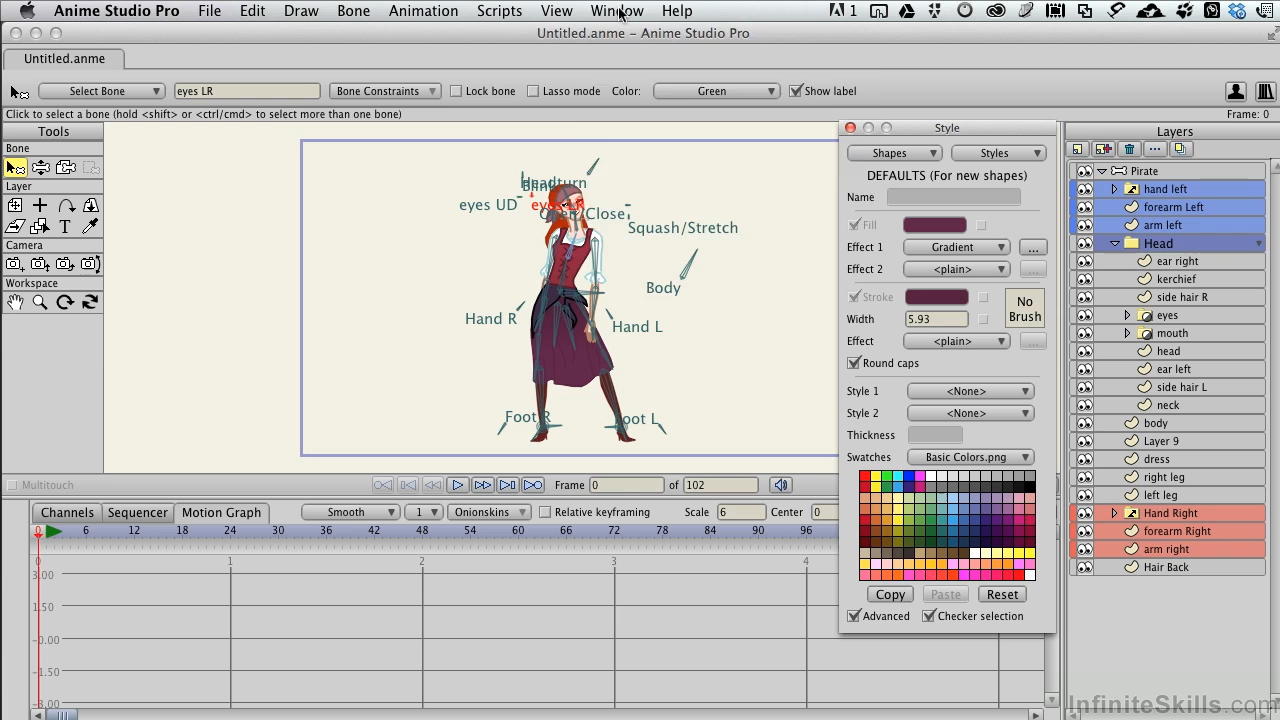 Anime Studio Pro File Edit Draw Bone Animation Scripts View Window Help 1
Untitled.anme - Anime Studio Pro
Untitled.anme
Select Bone eyes LR Bone Constraints Lock bone Lasso mode Color: Green Show label
Click to select a bone (hold <shift> or <ctrl/cmd> to select more than one bone) Frame: 0
Tools
Bone
Layer
Camera
Workspace
Headturn
eyes UD
eyes LR
Open/Close
Squash/Stretch
Body
Hand R
Hand L
Foot R
Foot L
Style
Shapes Styles
DEFAULTS (For new shapes)
Name
Fill
Effect 1 Gradient ...
Effect 2 <plain> ...
Stroke
No Brush
Width 5.93
Effect <plain> ...
Round caps
Style 1 <None>
Style 2 <None>
Thickness
Swatches Basic Colors.png
Copy Paste Reset
Advanced Checker selection
Layers
Pirate
hand left
forearm Left
arm left
Head
ear right
kerchief
side hair R
eyes
mouth
head
ear left
side hair L
neck
body
Layer 9
dress
right leg
left leg
Hand Right
forearm Right
arm right
Hair Back
Multitouch Frame 0 of 102
Channels Sequencer Motion Graph Smooth 1 Onionskins Relative keyframing Scale 6 Center 0
0 6 12 18 24 30 36 42 48 54 60 66 72 78 84 90 96
0 1 2 3 4
3.00
1.50
-0.00
-1.50
-3.00
InfiniteSkills.com